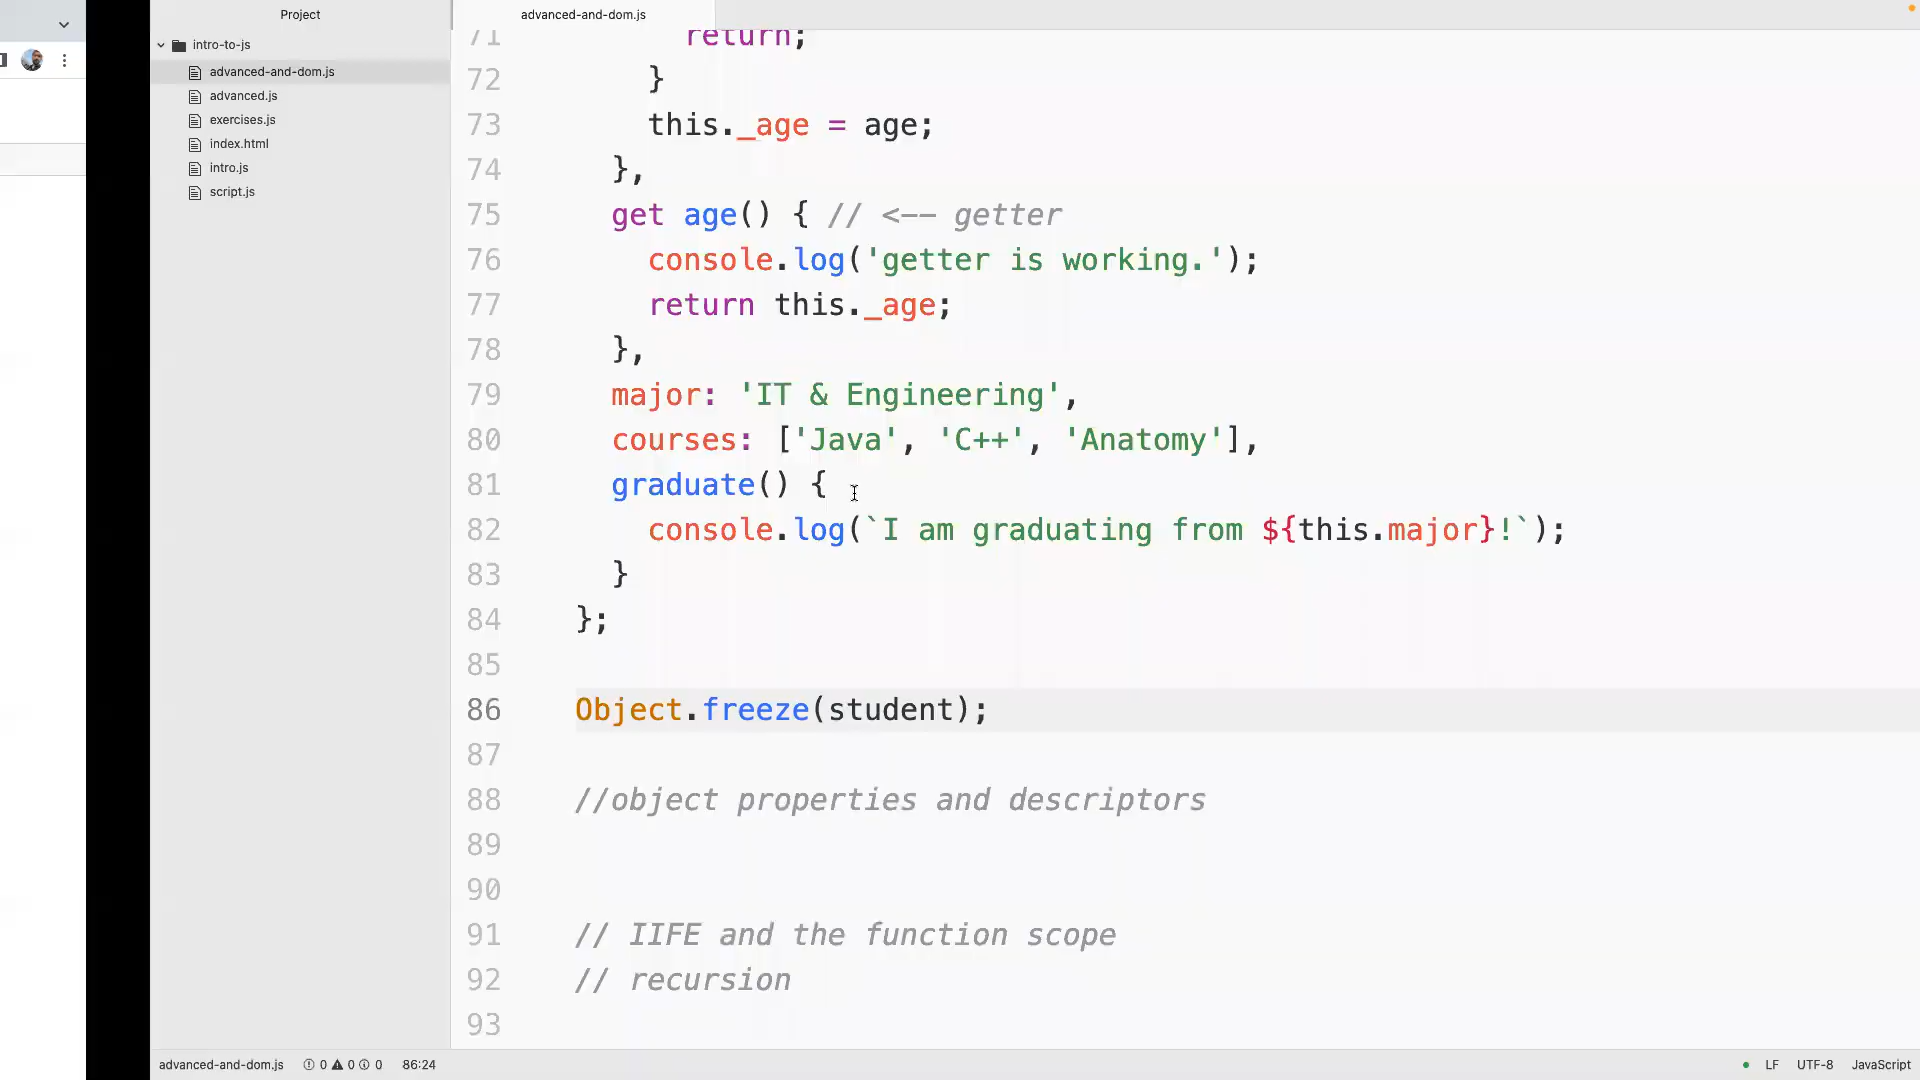 Project
intro-to-js
advanced-and-dom.js
advanced.js
exercises.js
index.html
intro.js
script.js
advanced-and-dom.js
71 return;
72 }
73 this._age = age;
74 },
75 get age() { // <-- getter
76 console.log('getter is working.');
77 return this._age;
78 },
79 major: 'IT & Engineering',
80 courses: ['Java', 'C++', 'Anatomy'],
81 graduate() {
82 console.log(`I am graduating from ${this.major}!`);
83 }
84 };
85
86 Object.freeze(student);
87
88 //object properties and descriptors
89
90
91 // IIFE and the function scope
92 // recursion
93
advanced-and-dom.js 0 0 0 86:24 LF UTF-8 JavaScript